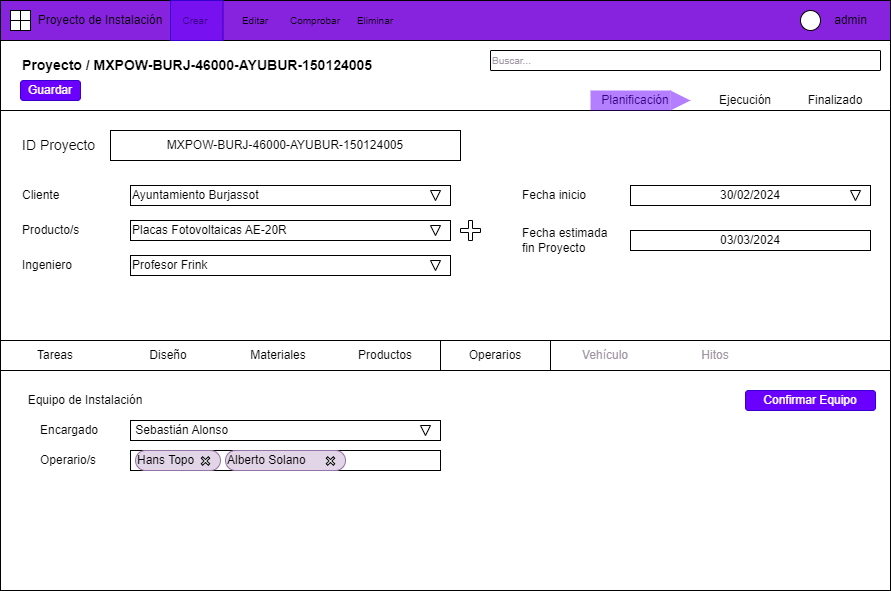 Proyecto de Instalación Crear Editar Comprobar Eliminar admin
Proyecto / MXPOW-BURJ-46000-AYUBUR-150124005
Buscar...
Guardar
Planificación Ejecución Finalizado
ID Proyecto MXPOW-BURJ-46000-AYUBUR-150124005
Cliente Ayuntamiento Burjassot Fecha inicio 30/02/2024
Producto/s Placas Fotovoltaicas AE-20R
Fecha estimada
fin Proyecto 03/03/2024
Ingeniero Profesor Frink
Tareas Diseño Materiales Productos Operarios Vehículo Hitos
Equipo de Instalación Confirmar Equipo
Encargado Sebastián Alonso
Operario/s Hans Topo Alberto Solano